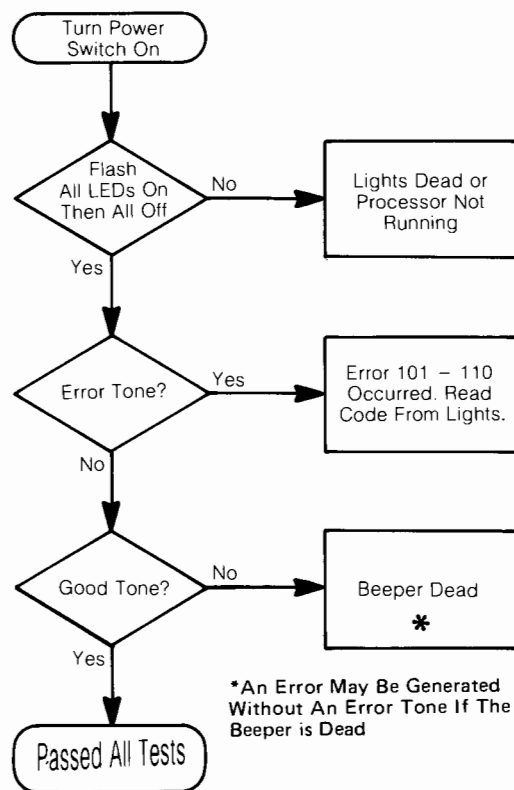 Turn Power
Switch On
Flash
All LEDs On
Then All Off
No
Lights Dead or
Processor Not
Running
Yes
Error Tone?
Yes
Error 101 – 110
Occurred. Read
Code From Lights.
No
Good Tone?
No
Beeper Dead
*
Yes
*An Error May Be Generated
Without An Error Tone If The
Beeper is Dead
Passed All Tests